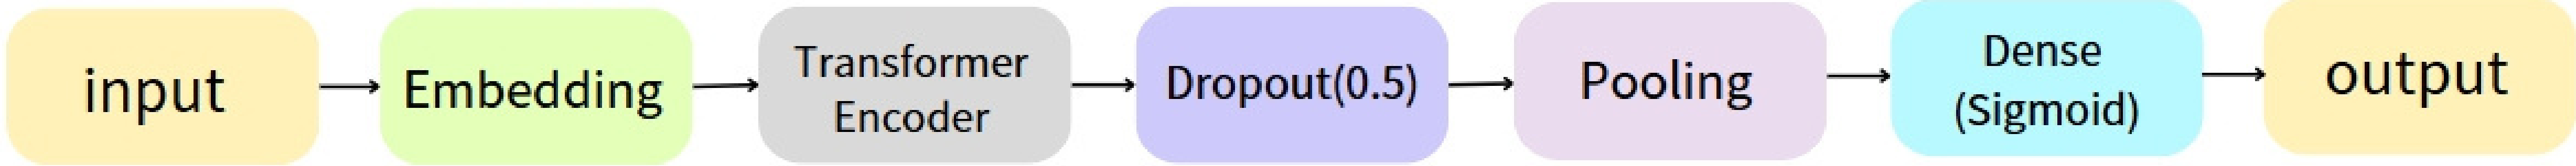 input
Embedding
Transformer
Encoder
Dropout(0.5)
Pooling
Dense
(Sigmoid)
output